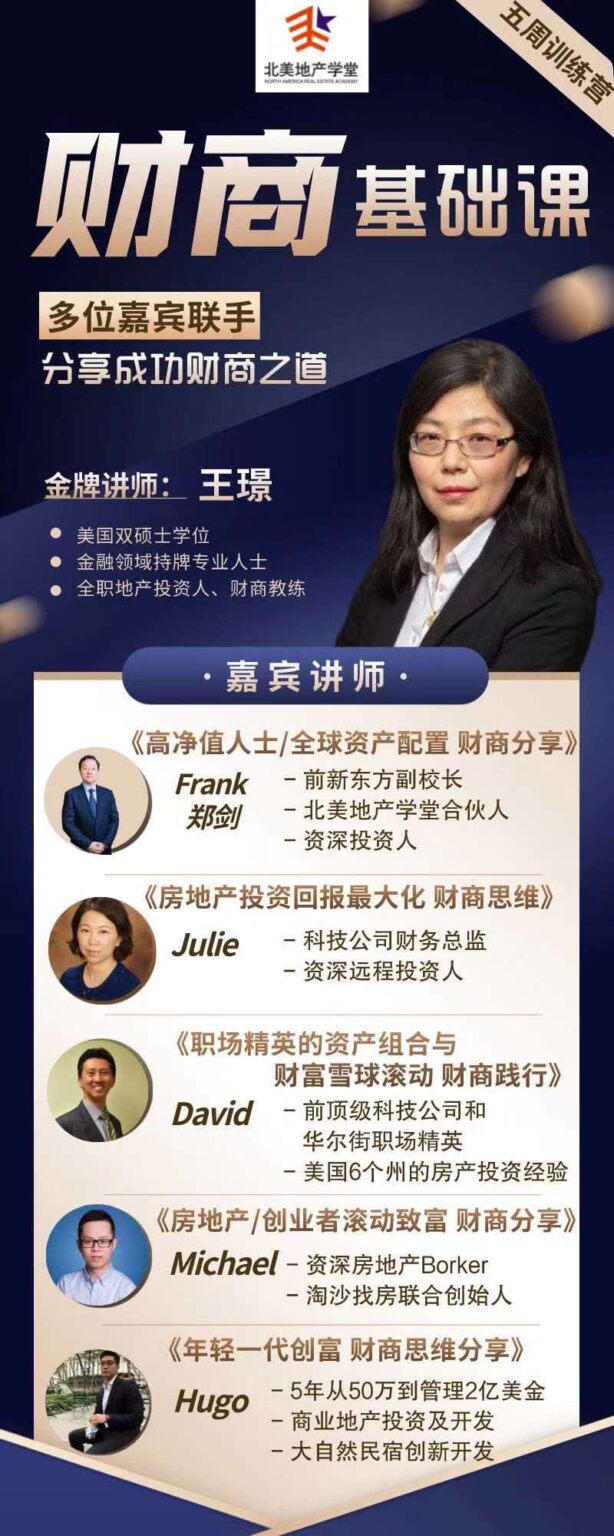 北美地产学堂
NORTH AMERICA REAL ESTATE ACADEMY
五周训练营
财商基础课
多位嘉宾联手
分享成功财商之道
金牌讲师： 王璟
美国双硕士学位
金融领域持牌专业人士
全职地产投资人、财商教练
·嘉宾讲师·
《高净值人士/全球资产配置 财商分享》
Frank
郑剑
- 前新东方副校长
- 北美地产学堂合伙人
- 资深投资人
《房地产投资回报最大化 财商思维》
Julie
- 科技公司财务总监
- 资深远程投资人
《职场精英的资产组合与
财富雪球滚动 财商践行》
David
- 前顶级科技公司和
华尔街职场精英
- 美国6个州的房产投资经验
《房地产/创业者滚动致富 财商分享》
Michael
- 资深房地产Borker
- 淘沙找房联合创始人
《年轻一代创富 财商思维分享》
Hugo
- 5年从50万到管理2亿美金
- 商业地产投资及开发
- 大自然民宿创新开发